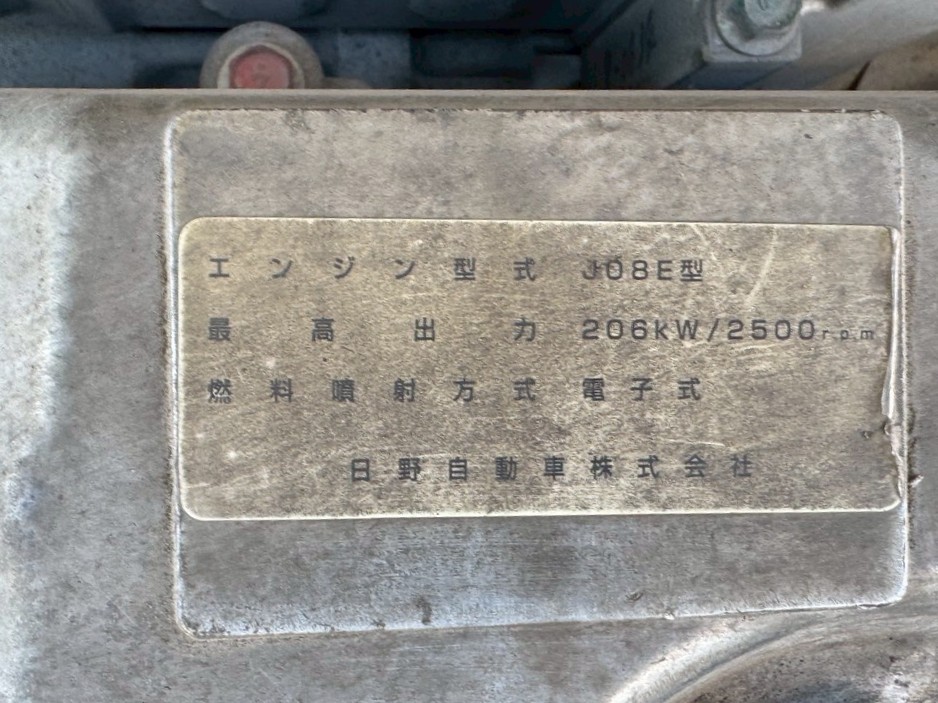 エンジン型式 J08E型
最高出力 206kW/2500rpm
燃料噴射方式 電子式
日野自動車株式会社